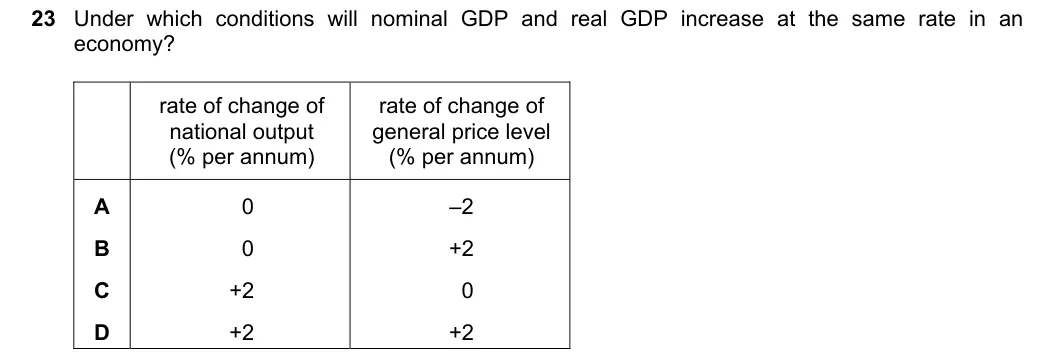 23 Under which conditions will nominal GDP and real GDP increase at the same rate in an
economy?
rate of change of
national output
(% per annum)
rate of change of
general price level
(% per annum)
A 0 –2
B 0 +2
C +2 0
D +2 +2